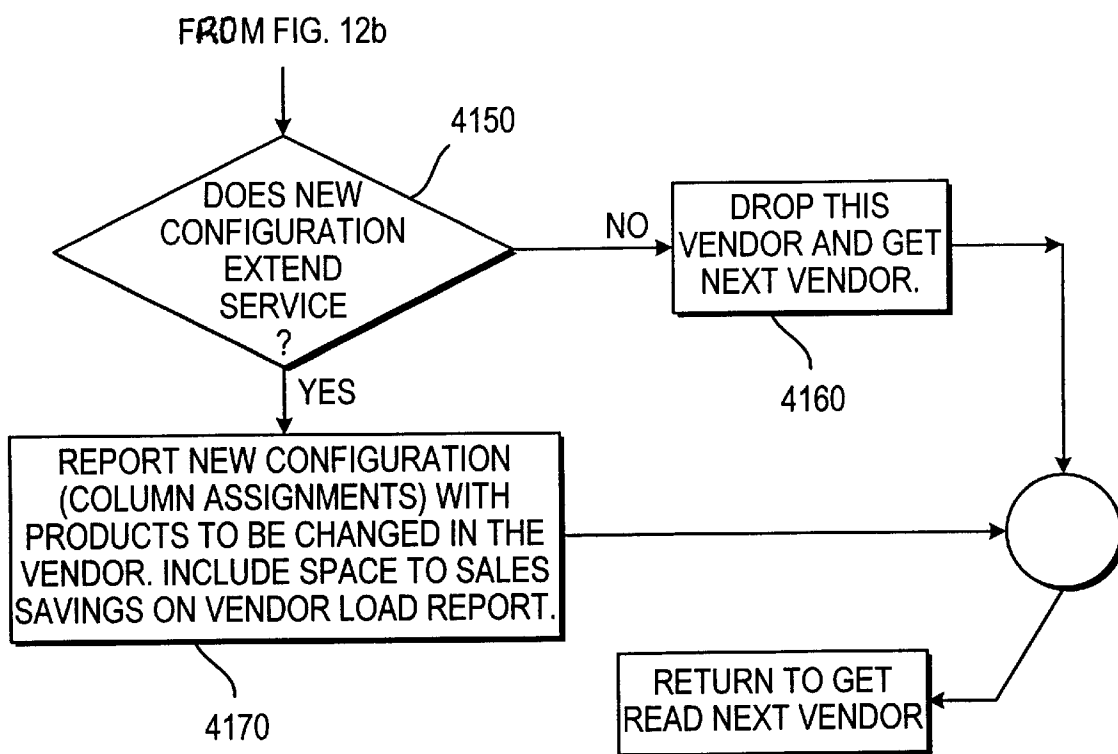 FROM FIG. 12b
4150
DOES NEW
CONFIGURATION
EXTEND
SERVICE
?
NO
DROP THIS
VENDOR AND GET
NEXT VENDOR.
4160
YES
REPORT NEW CONFIGURATION
(COLUMN ASSIGNMENTS) WITH
PRODUCTS TO BE CHANGED IN THE
VENDOR. INCLUDE SPACE TO SALES
SAVINGS ON VENDOR LOAD REPORT.
4170
RETURN TO GET
READ NEXT VENDOR